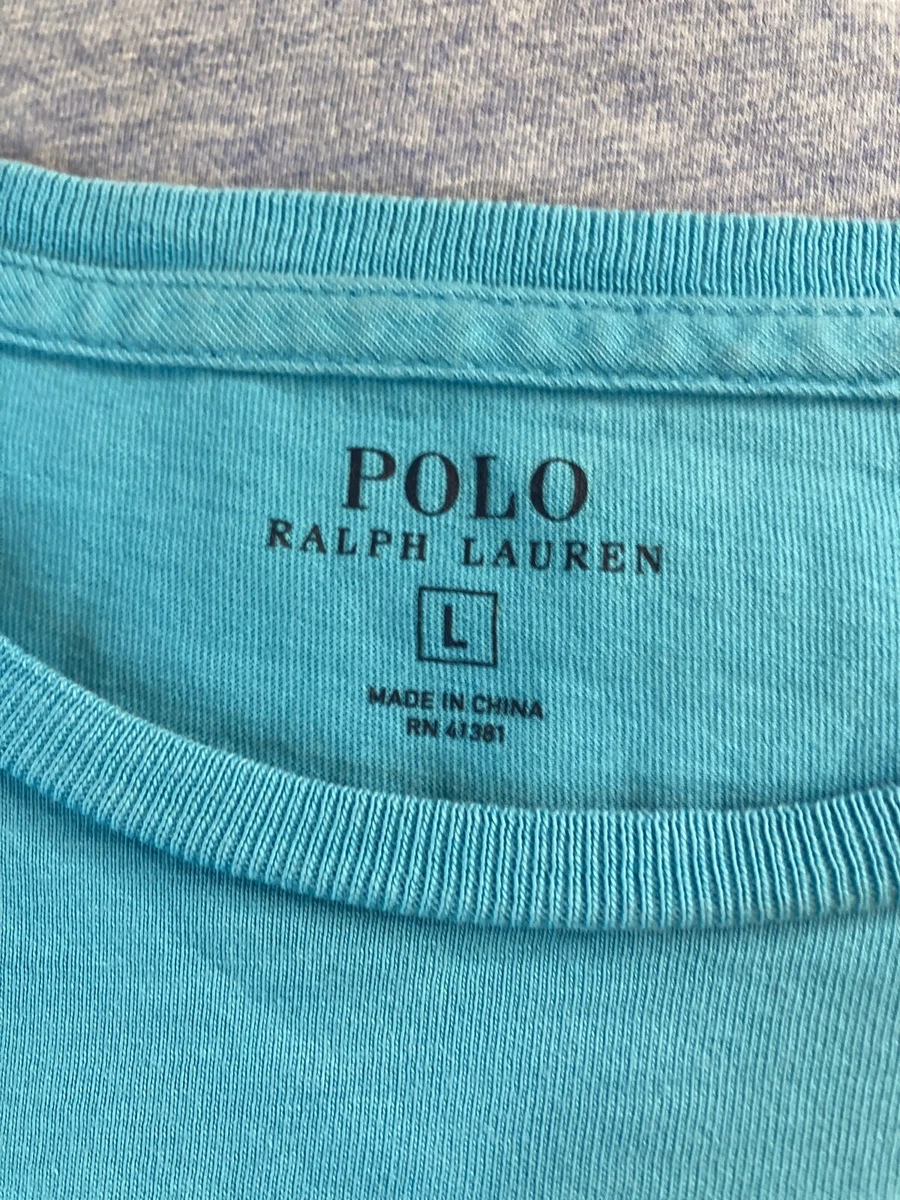 POLO
RALPH LAUREN
L
MADE IN CHINA
RN 41381